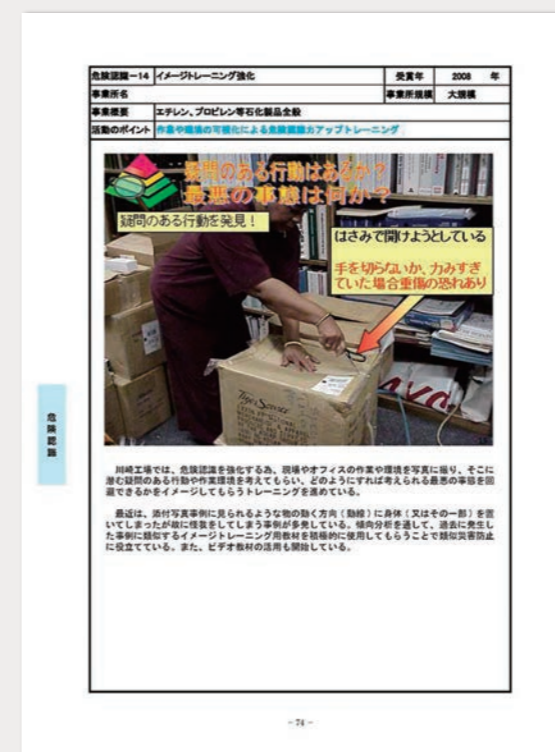 危険認識－14 イメージトレーニング強化 受賞年 2008 年
事業所名 事業所規模 大規模
事業概要 エチレン、プロピレン等石化製品全般
活動のポイント 作業や環境の可視化による危険認識力アップトレーニング
疑問のある行動はあるか？
最悪の事態は何か？
疑問のある行動を発見！
はさみで開けようとしている
手を切らないか、力みすぎ
ていた場合重傷の恐れあり
危険認識
川崎工場では、危険認識を強化する為、現場やオフィスの作業や環境を写真に撮り、そこに
潜む疑問のある行動や作業環境を考えてもらい、どのようにすれば考えられる最悪の事態を回
避できるかをイメージしてもらうトレーニングを進めている。
最近は、添付写真事例に見られるような物の動く方向（動線）に身体（又はその一部）を置
いてしまったが故に怪我をしてしまう事例が多発している。傾向分析を通して、過去に発生し
た事例に類似するイメージトレーニング用教材を積極的に使用してもらうことで類似災害防止
に役立てている。また、ビデオ教材の活用も開始している。
- 74 -